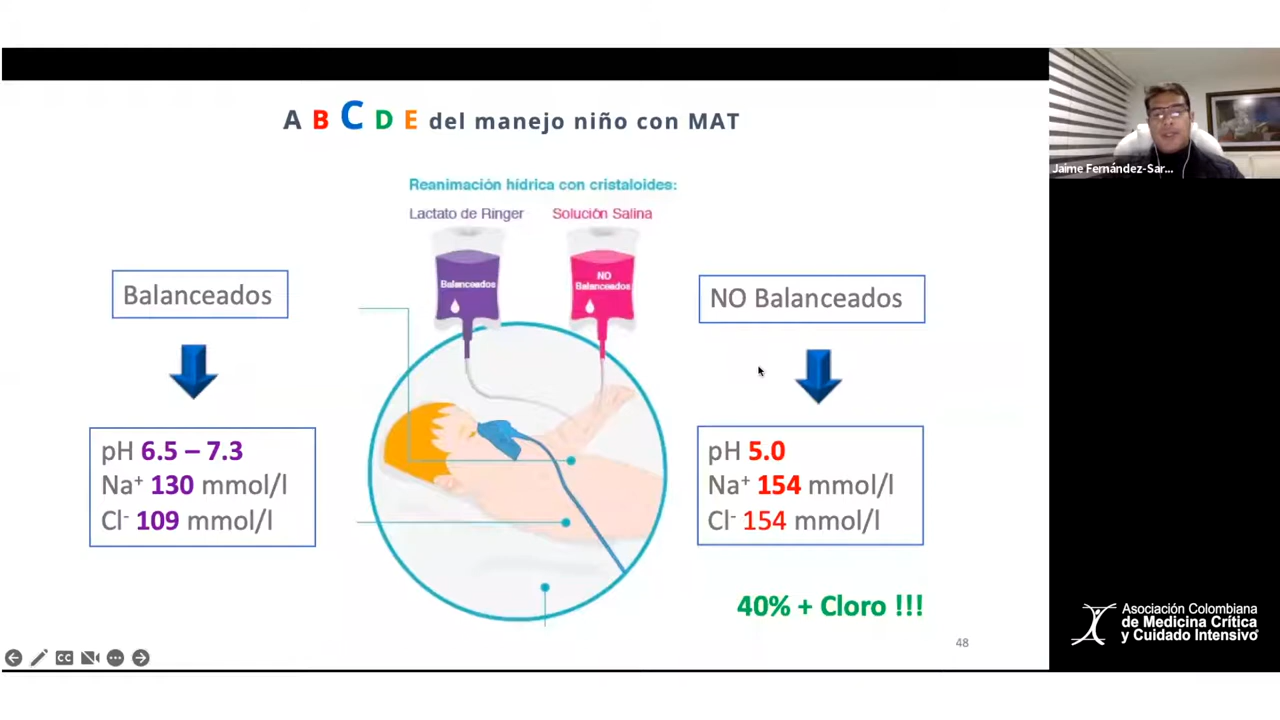 A B C D E del manejo niño con MAT
Reanimación hídrica con cristaloides:
Lactato de Ringer
Solución Salina
Balanceados
NO
Balanceados
Balanceados
pH 6.5 – 7.3
Na+ 130 mmol/l
Cl- 109 mmol/l
NO Balanceados
pH 5.0
Na+ 154 mmol/l
Cl- 154 mmol/l
40% + Cloro !!!
48
CC
Jaime Fernández-Sar...
Asociación Colombiana
de Medicina Crítica
y Cuidado Intensivo